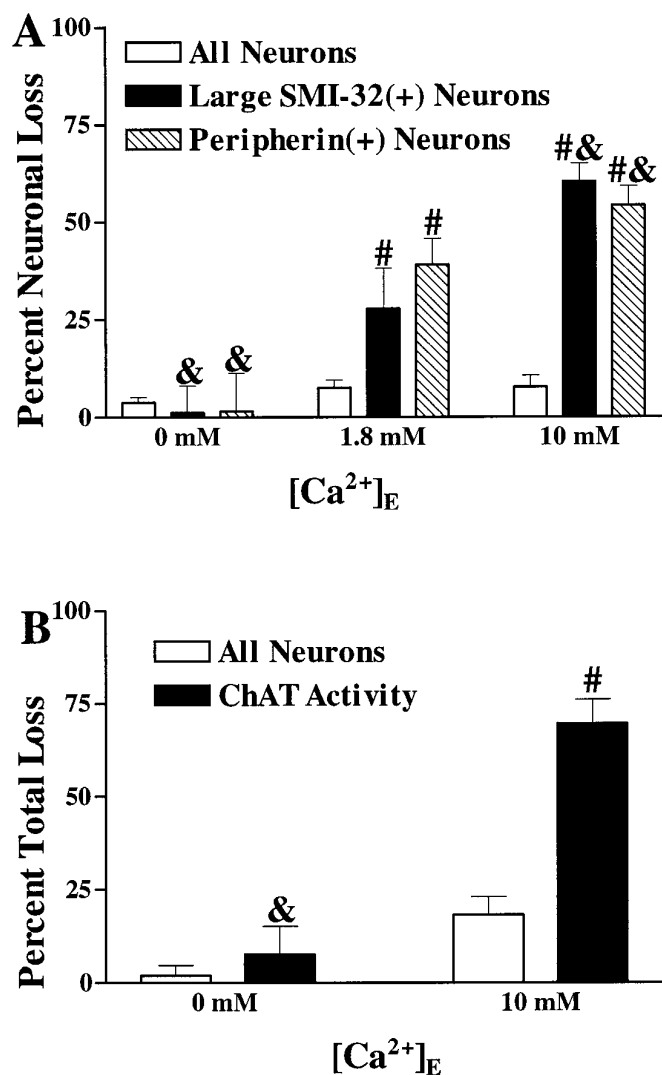 A
100
75
50
25
0
Percent Neuronal Loss
All Neurons
Large SMI-32(+) Neurons
Peripherin(+) Neurons
& &
# #
#& #&
0 mM 1.8 mM 10 mM
[Ca²⁺]E
B
100
75
50
25
0
Percent Total Loss
All Neurons
ChAT Activity
&
#
0 mM 10 mM
[Ca²⁺]E